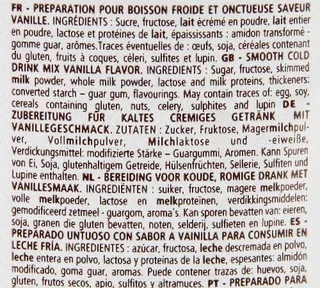 FR - PREPARATION POUR BOISSON FROIDE ET ONCTUEUSE SAVEUR
VANILLE. INGRÉDIENTS : Sucre, fructose, lait écrémé en poudre, lait entier
en poudre, lactose et protéines de lait, épaississants : amidon transformé -
gomme guar, arômes.Traces éventuelles de : œufs, soja, céréales contenant
du gluten, fruits à coques, céleri, sulfites et lupin. GB - SMOOTH COLD
DRINK MIX VANILLA FLAVOR. INGREDIENTS : Sugar, fructose, skimmed
milk powder, whole milk powder, lactose and milk proteins, thickeners:
converted starch – guar gum, flavourings. May contain traces of: egg, soy,
cereals containing gluten, nuts, celery, sulphites and lupin DE -
ZUBEREITUNG FÜR KALTES CREMIGES GETRÄNK MIT
VANILLEGESCHMACK. ZUTATEN : Zucker, Fruktose, Magermilchpul-
ver, Vollmilchpulver, Milchlaktose und -eiweiße,
Verdickungsmittel: modifizierte Stärke – Guargummi, Aromen. Kann Spuren
von Ei, Soja, glutenhaltigem Getreide, Hülsenfrüchten, Sellerie, Sulfiten und
Lupine enthalten. NL - BEREIDING VOOR KOUDE, ROMIGE DRANK MET
VANILLESMAAK. INGREDIËNTEN : suiker, fructose, magere melkpoeder,
volle melkpoeder, lactose en melkproteïnen, verdikkingsmiddelen:
gemodificeerd zetmeel - guargom, aroma's. Kan sporen bevatten van: eieren,
soja, granen die gluten bevatten, noten, selderij, sulfieten en lupine. ES -
PREPARADO UNTUOSO CON SABOR A VAINILLA PARA CONSUMIR EN
LECHE FRÍA. INGREDIENTES : azúcar, fructosa, leche descremada en polvo,
leche entera en polvo, lactosa y proteínas de la leche, espesantes: almidón
modificado, goma guar, aromas. Puede contener trazas de: huevos, soja,
gluten, frutos secos, apio, sulfitos y altramuces. PT - PREPARADO PARA